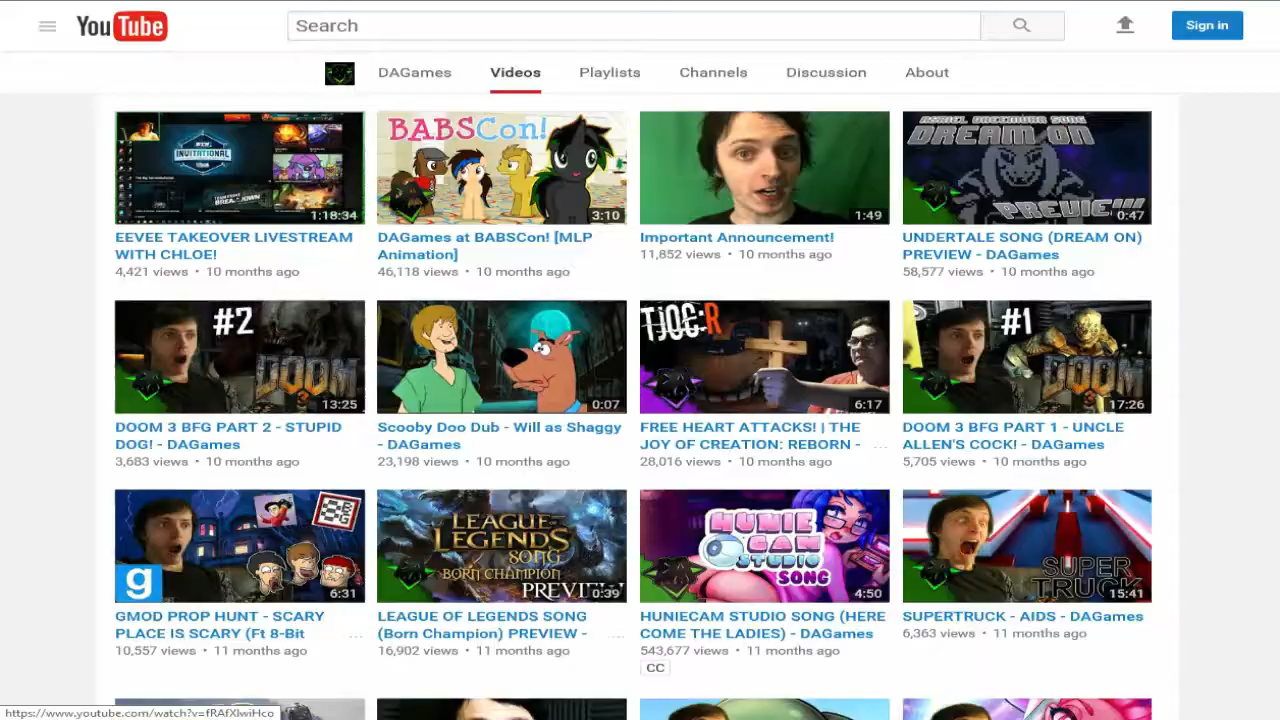 YouTube
Search
Sign in
DAGames Videos Playlists Channels Discussion About
INVITATIONAL
1:18:34
BABSCon!
3:10
1:49
ASRIEL DREEMURR SONG
DREAM ON
PREVIEW!!!
0:47
EEVEE TAKEOVER LIVESTREAM
WITH CHLOE!
4,421 views • 10 months ago
DAGames at BABSCon! [MLP
Animation]
46,118 views • 10 months ago
Important Announcement!
11,852 views • 10 months ago
UNDERTALE SONG (DREAM ON)
PREVIEW - DAGames
58,577 views • 10 months ago
#2
DOOM
3
13:25
0:07
TJOC:R
6:17
#1
DOOM
3
17:26
DOOM 3 BFG PART 2 - STUPID
DOG! - DAGames
3,683 views • 10 months ago
Scooby Doo Dub - Will as Shaggy
- DAGames
23,198 views • 10 months ago
FREE HEART ATTACKS! | THE
JOY OF CREATION: REBORN - ...
28,016 views • 10 months ago
DOOM 3 BFG PART 1 - UNCLE
ALLEN'S COCK! - DAGames
5,705 views • 10 months ago
g
6:31
LEAGUE OF
LEGENDS
SONG
BORN CHAMPION
PREVIEW
0:39
HUNIE
CAM
STUDIO
SONG
4:50
SUPER
TRUCK
15:41
GMOD PROP HUNT - SCARY
PLACE IS SCARY (Ft 8-Bit ...
10,557 views • 11 months ago
LEAGUE OF LEGENDS SONG
(Born Champion) PREVIEW - ...
16,902 views • 11 months ago
HUNIECAM STUDIO SONG (HERE
COME THE LADIES) - DAGames
543,677 views • 11 months ago
CC
SUPERTRUCK - AIDS - DAGames
6,363 views • 11 months ago
https://www.youtube.com/watch?v=fRAfXlwiHco